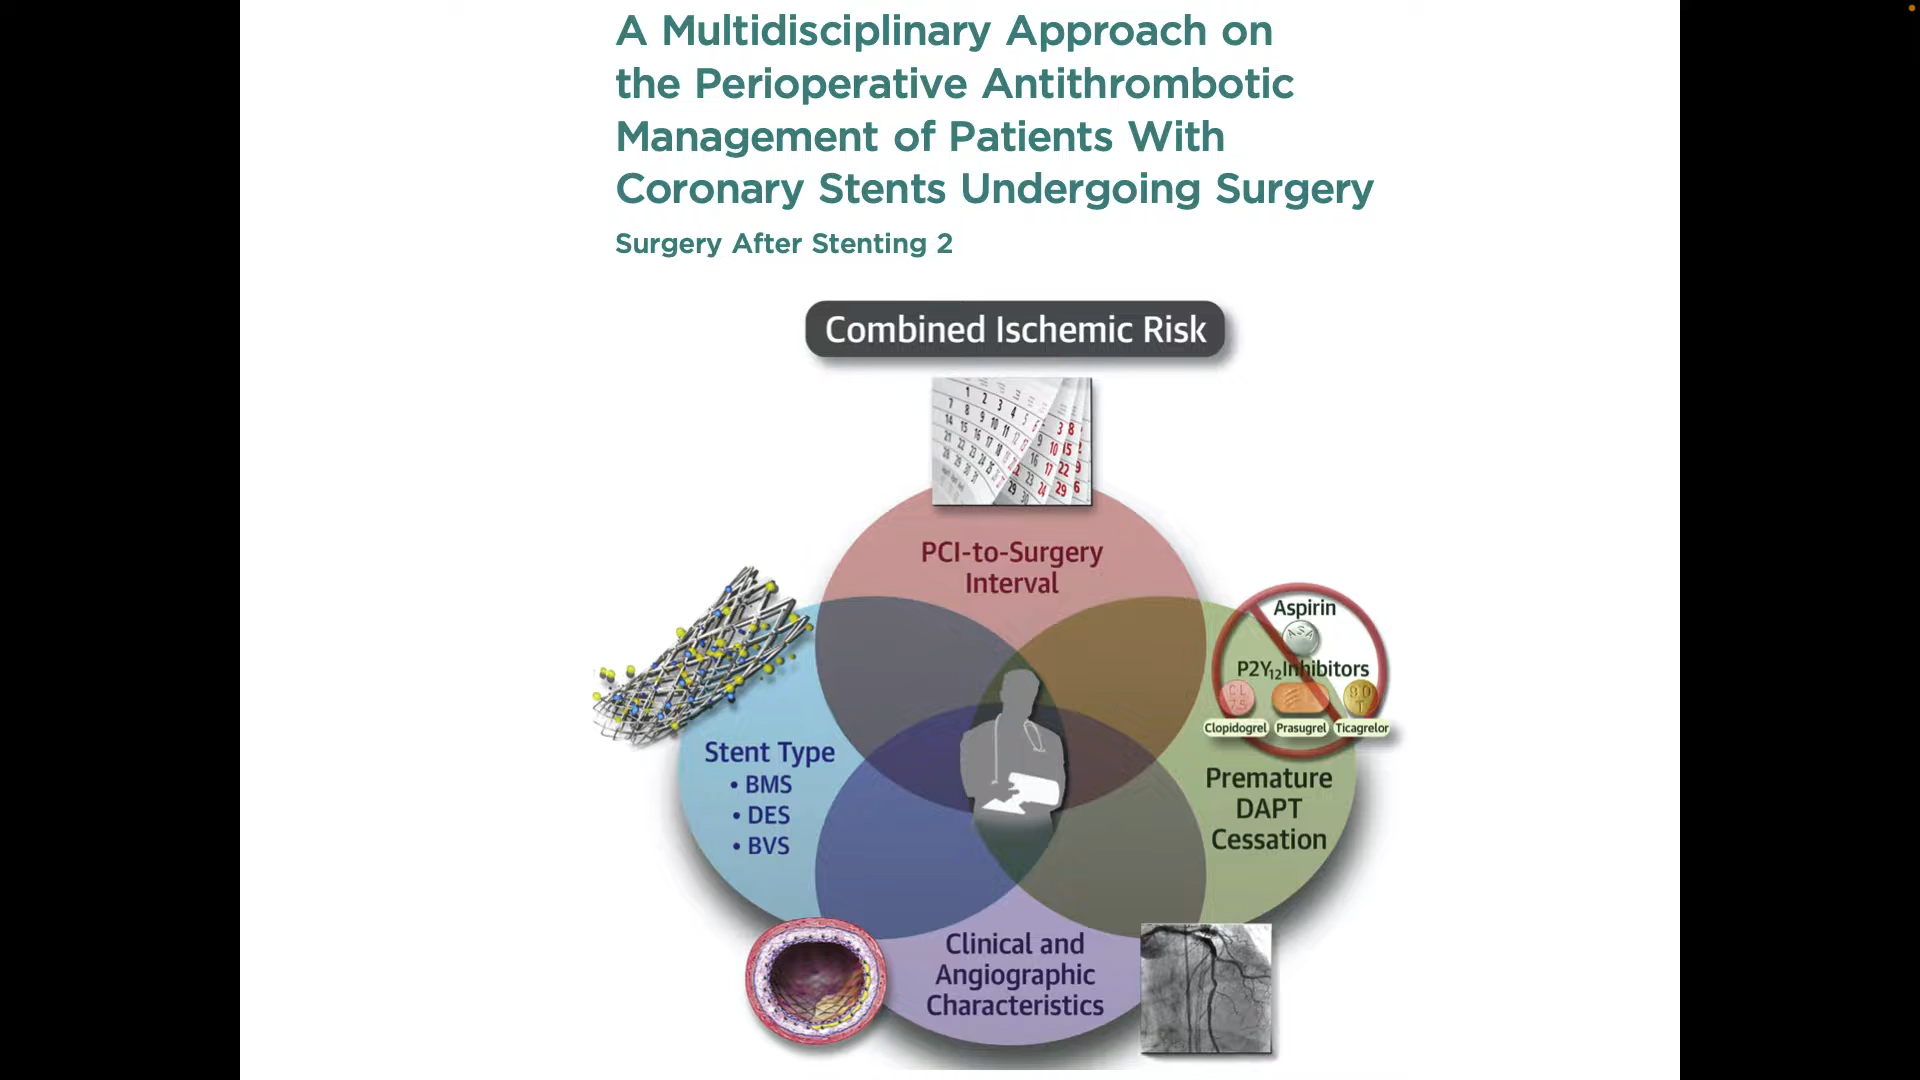 A Multidisciplinary Approach on
the Perioperative Antithrombotic
Management of Patients With
Coronary Stents Undergoing Surgery
Surgery After Stenting 2
Combined Ischemic Risk
PCI-to-Surgery
Interval
Aspirin
ASA
P2Y12Inhibitors
Clopidogrel Prasugrel Ticagrelor
Stent Type
• BMS
• DES
• BVS
Premature
DAPT
Cessation
Clinical and
Angiographic
Characteristics